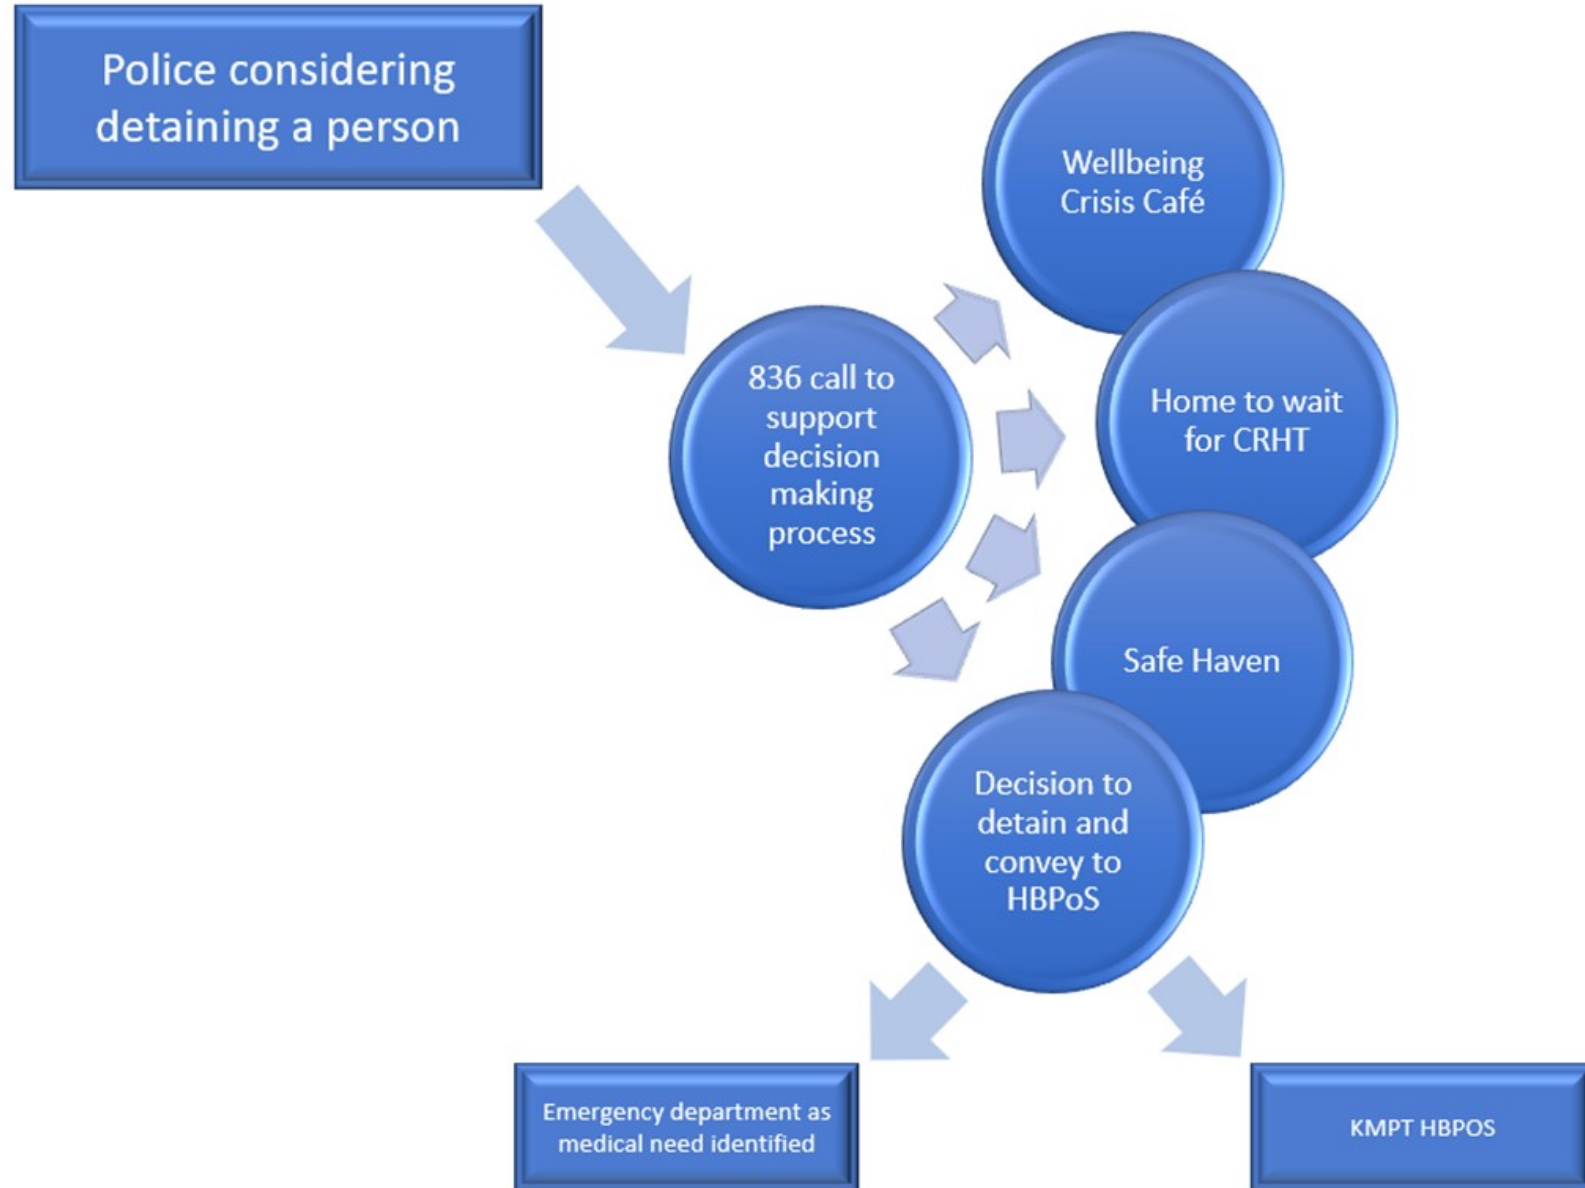 Police considering
detaining a person
Wellbeing
Crisis Café
836 call to
support
decision
making
process
Home to wait
for CRHT
Safe Haven
Decision to
detain and
convey to
HBPoS
Emergency department as
medical need identified
KMPT HBPOS